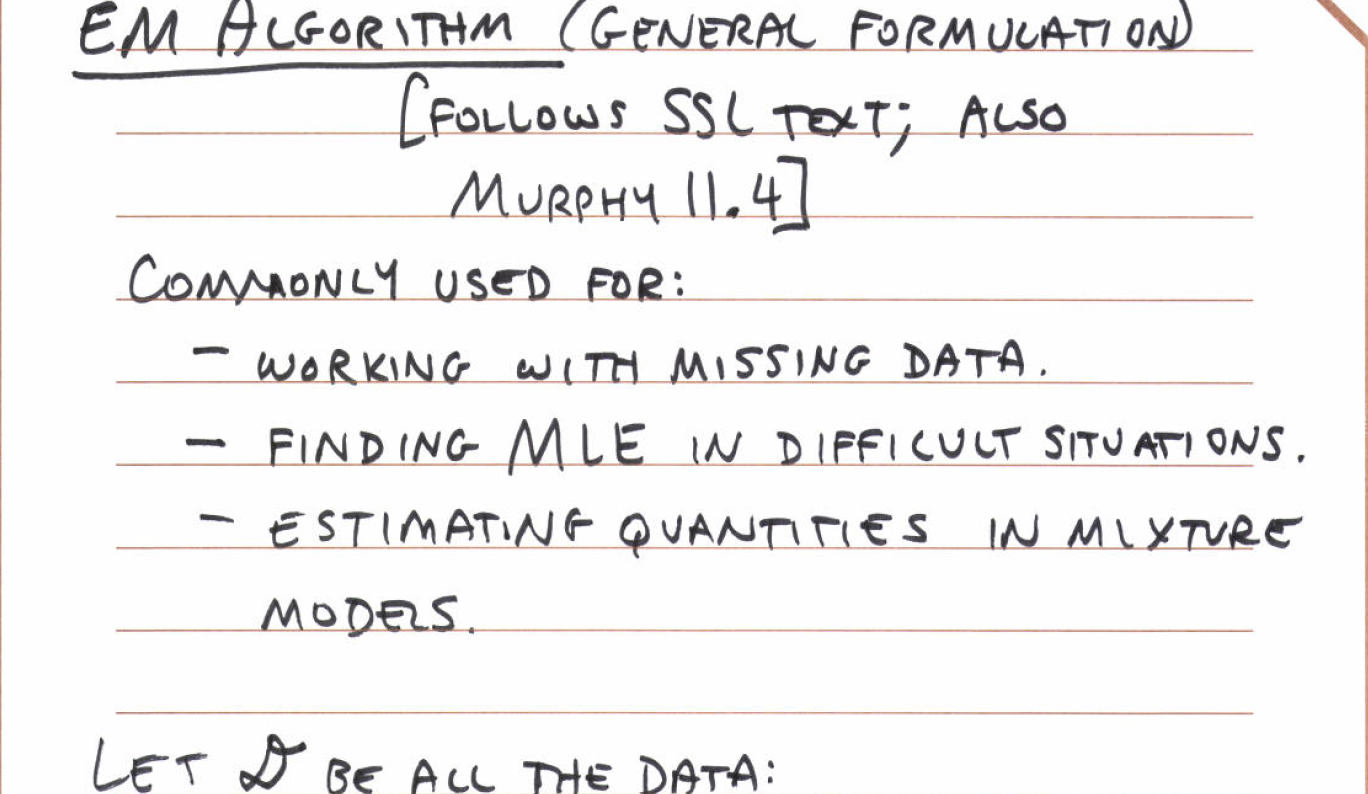 EM ALGORITHM (GENERAL FORMULATION)
[FOLLOWS SSL TEXT; ALSO
MURPHY 11.4]
COMMONLY USED FOR:
- WORKING WITH MISSING DATA.
- FINDING MLE IN DIFFICULT SITUATIONS.
- ESTIMATING QUANTITIES IN MIXTURE
MODELS.
LET 𝒟 BE ALL THE DATA: